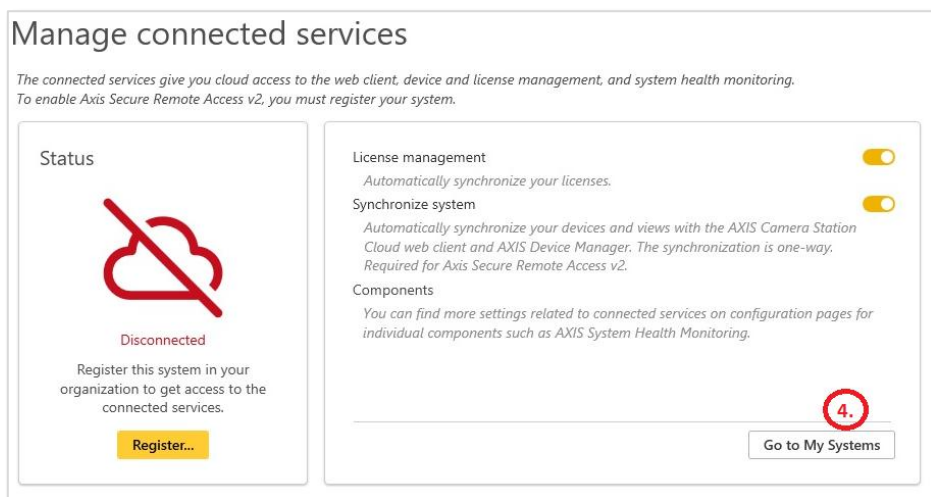 Manage connected services
The connected services give you cloud access to the web client, device and license management, and system health monitoring.
To enable Axis Secure Remote Access v2, you must register your system.
Status
Disconnected
Register this system in your
organization to get access to the
connected services.
Register...
License management
Automatically synchronize your licenses.
Synchronize system
Automatically synchronize your devices and views with the AXIS Camera Station
Cloud web client and AXIS Device Manager. The synchronization is one-way.
Required for Axis Secure Remote Access v2.
Components
You can find more settings related to connected services on configuration pages for
individual components such as AXIS System Health Monitoring.
4.
Go to My Systems